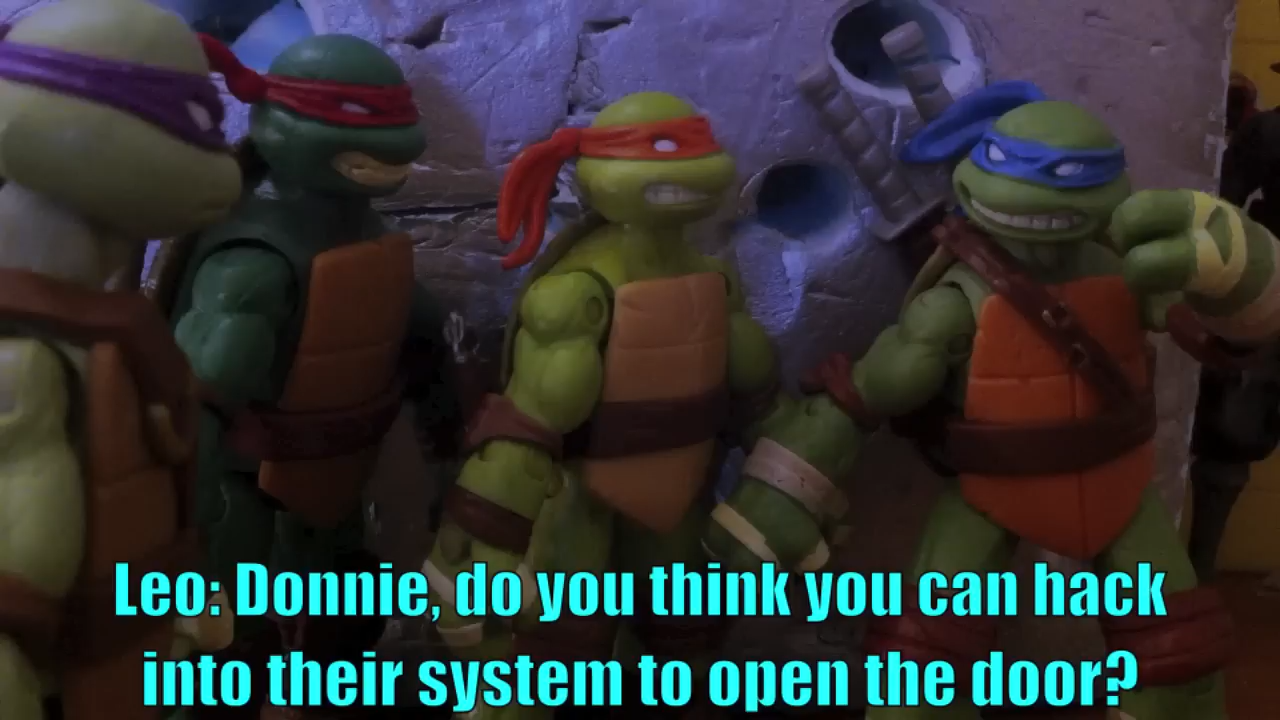 Leo: Donnie, do you think you can hack
into their system to open the door?